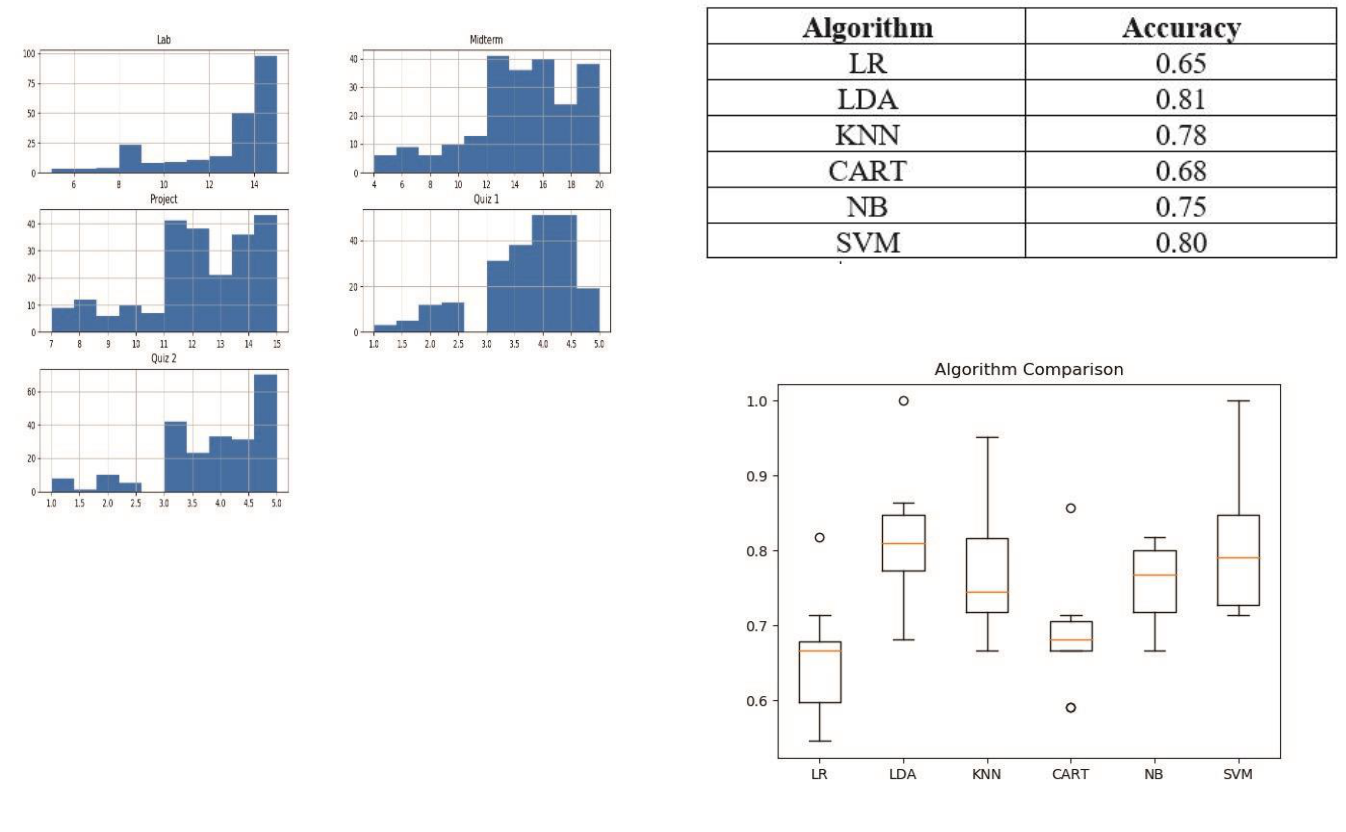 Lab
100
75
50
25
0
6 8 10 12 14
Midterm
40
30
20
10
0
4 6 8 10 12 14 16 18 20
Project
40
30
20
10
0
7 8 9 10 11 12 13 14 15
Quiz 1
40
20
0
1.0 1.5 2.0 2.5 3.0 3.5 4.0 4.5 5.0
Quiz 2
60
40
20
0
1.0 1.5 2.0 2.5 3.0 3.5 4.0 4.5 5.0
Algorithm Accuracy
LR 0.65
LDA 0.81
KNN 0.78
CART 0.68
NB 0.75
SVM 0.80
Algorithm Comparison
1.0
0.9
0.8
0.7
0.6
LR LDA KNN CART NB SVM